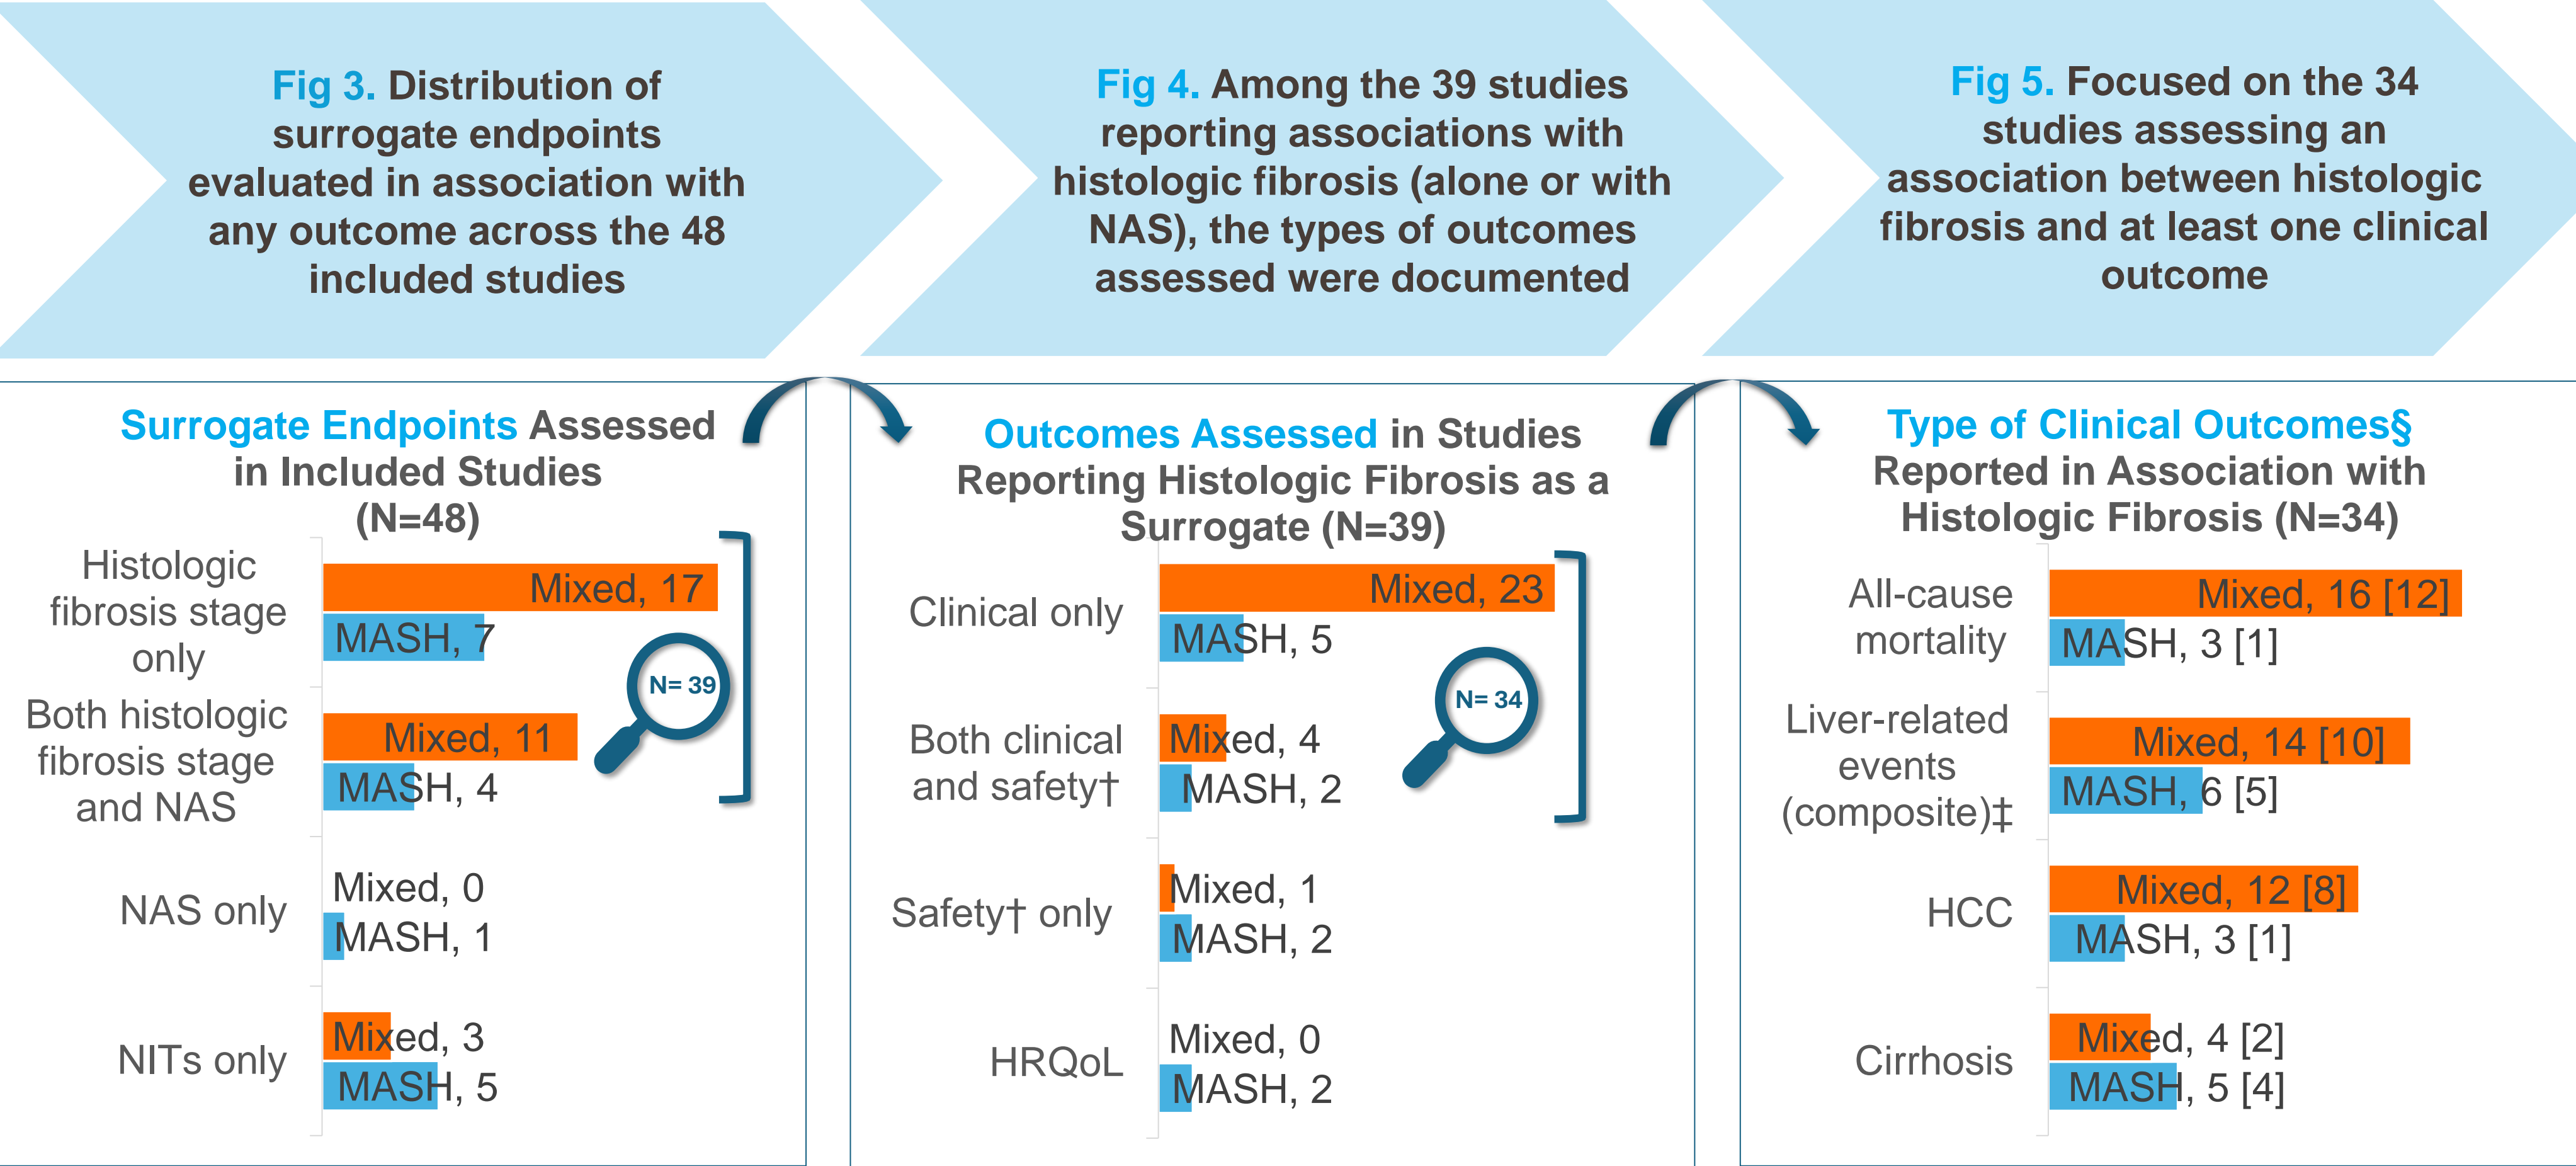 Fig 3. Distribution of
surrogate endpoints
evaluated in association with
any outcome across the 48
included studies
Fig 4. Among the 39 studies
reporting associations with
histologic fibrosis (alone or with
NAS), the types of outcomes
assessed were documented
Fig 5. Focused on the 34
studies assessing an
association between histologic
fibrosis and at least one clinical
outcome
Surrogate Endpoints Assessed
in Included Studies
(N=48)
Histologic
fibrosis stage
only
Mixed, 17
MASH, 7
Both histologic
fibrosis stage
and NAS
Mixed, 11
MASH, 4
NAS only
Mixed, 0
MASH, 1
NITs only
Mixed, 3
MASH, 5
N= 39
Outcomes Assessed in Studies
Reporting Histologic Fibrosis as a
Surrogate (N=39)
Clinical only
Mixed, 23
MASH, 5
Both clinical
and safety†
Mixed, 4
MASH, 2
Safety† only
Mixed, 1
MASH, 2
HRQoL
Mixed, 0
MASH, 2
N= 34
Type of Clinical Outcomes§
Reported in Association with
Histologic Fibrosis (N=34)
All-cause
mortality
Mixed, 16 [12]
MASH, 3 [1]
Liver-related
events
(composite)‡
Mixed, 14 [10]
MASH, 6 [5]
HCC
Mixed, 12 [8]
MASH, 3 [1]
Cirrhosis
Mixed, 4 [2]
MASH, 5 [4]